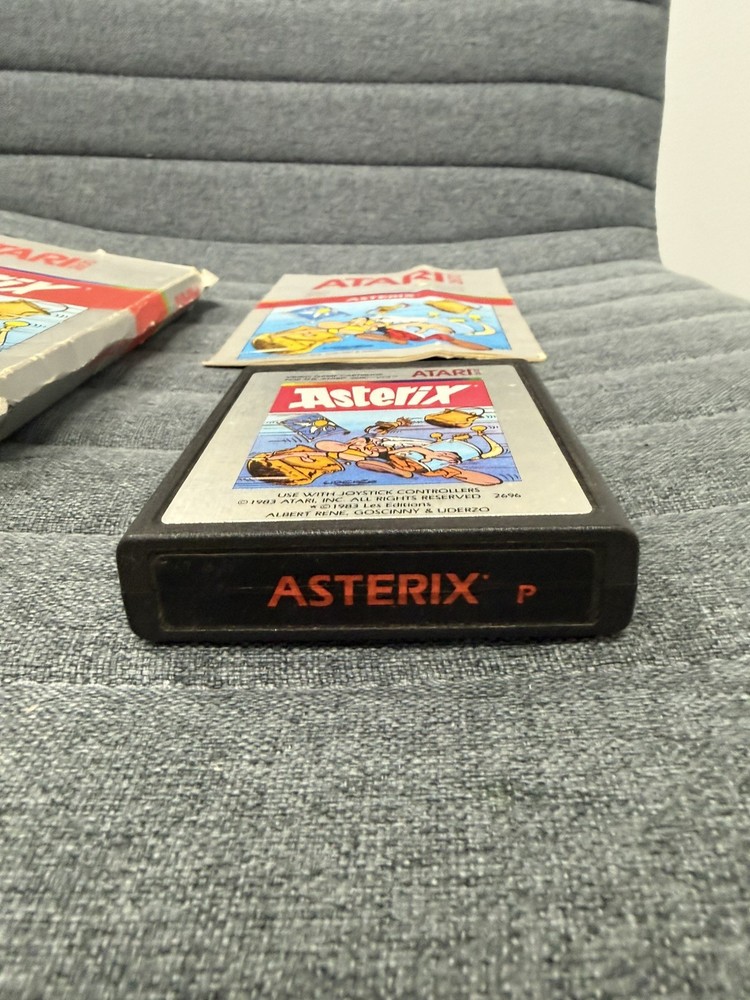 ATARI
ATARI
ASTERIX
ATARI
Asterix
USE WITH JOYSTICK CONTROLLERS
©1983 ATARI, INC. ALL RIGHTS RESERVED 2696
★ ©1983 Les Editions
ALBERT RENE, GOSCINNY & UDERZO
ASTERIX P